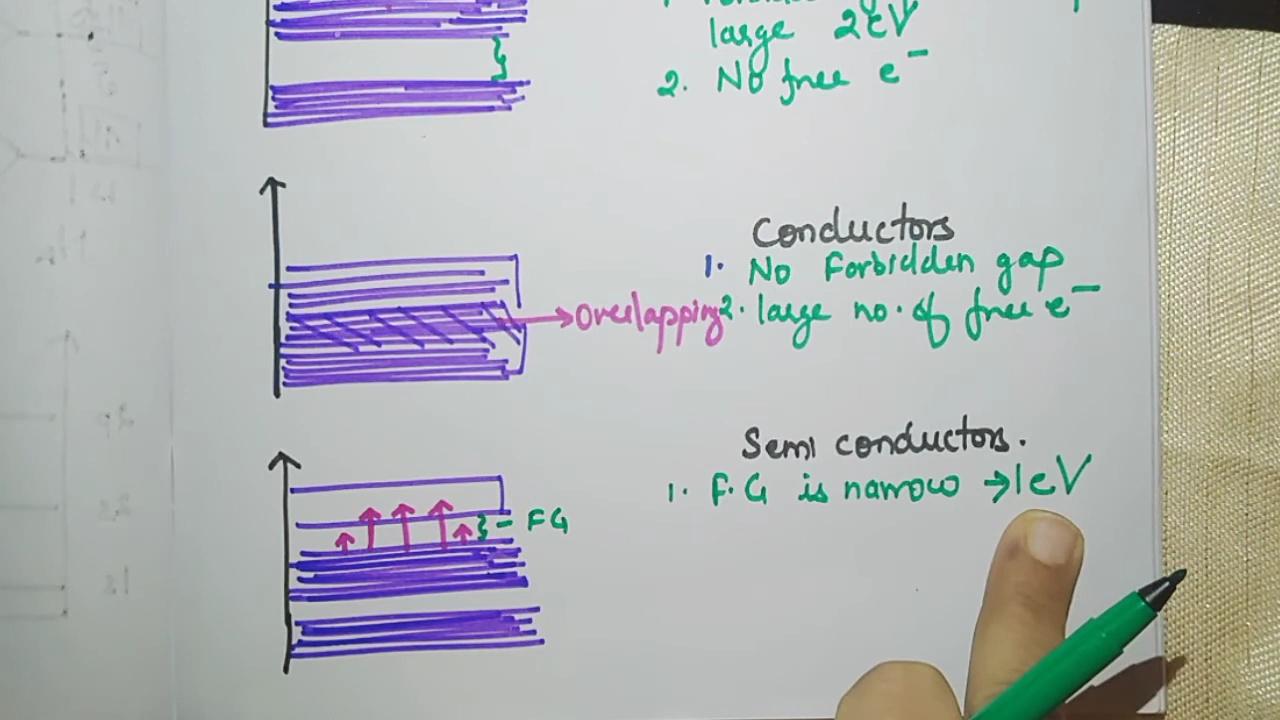 large 2eV
2. No free e⁻
Conductors
1. No Forbidden gap
Overlapping
2. large no. of free e⁻
Semi conductors.
1. F.G is narrow → 1eV
FG